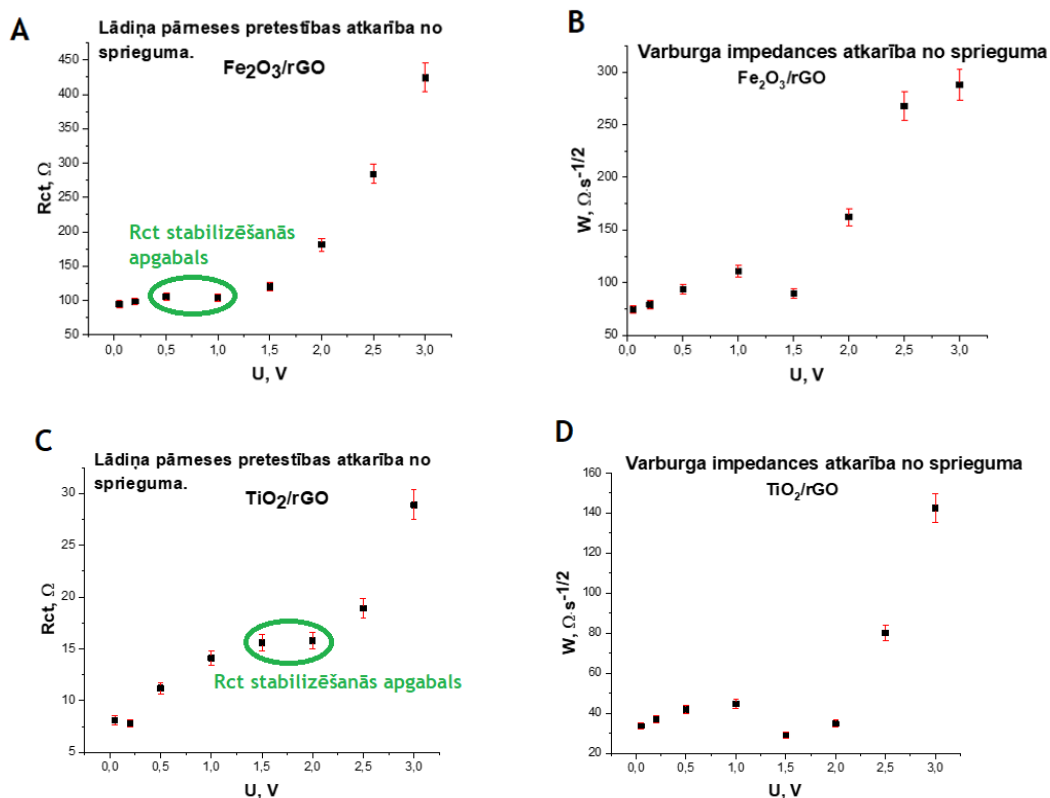 A
Lādiņa pārneses pretestības atkarība no
sprieguma.
Fe2O3/rGO
Rct stabilizēšanās
apgabals
Rct, Ω
450
400
350
300
250
200
150
100
50
0,0 0,5 1,0 1,5 2,0 2,5 3,0
U, V
B
Varburga impedances atkarība no sprieguma
Fe2O3/rGO
W, Ω·s-1/2
300
250
200
150
100
50
0,0 0,5 1,0 1,5 2,0 2,5 3,0
U, V
C
Lādiņa pārneses pretestības atkarība no
sprieguma.
TiO2/rGO
Rct stabilizēšanās apgabals
Rct, Ω
30
25
20
15
10
5
0,0 0,5 1,0 1,5 2,0 2,5 3,0
U, V
D
Varburga impedances atkarība no sprieguma
TiO2/rGO
W, Ω·s-1/2
160
140
120
100
80
60
40
20
0,0 0,5 1,0 1,5 2,0 2,5 3,0
U, V